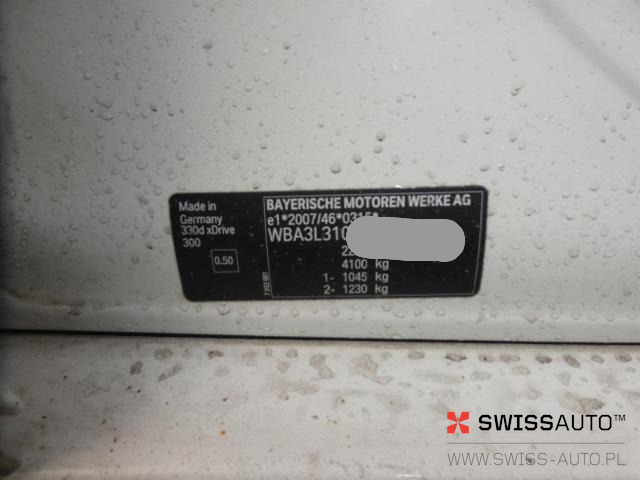 Made in
Germany
330d xDrive
300
0.50
BAYERISCHE MOTOREN WERKE AG
e1*2007/46*0315*
WBA3L310
4100 kg
1- 1045 kg
2- 1230 kg
SWISSAUTO™
WWW.SWISS-AUTO.PL